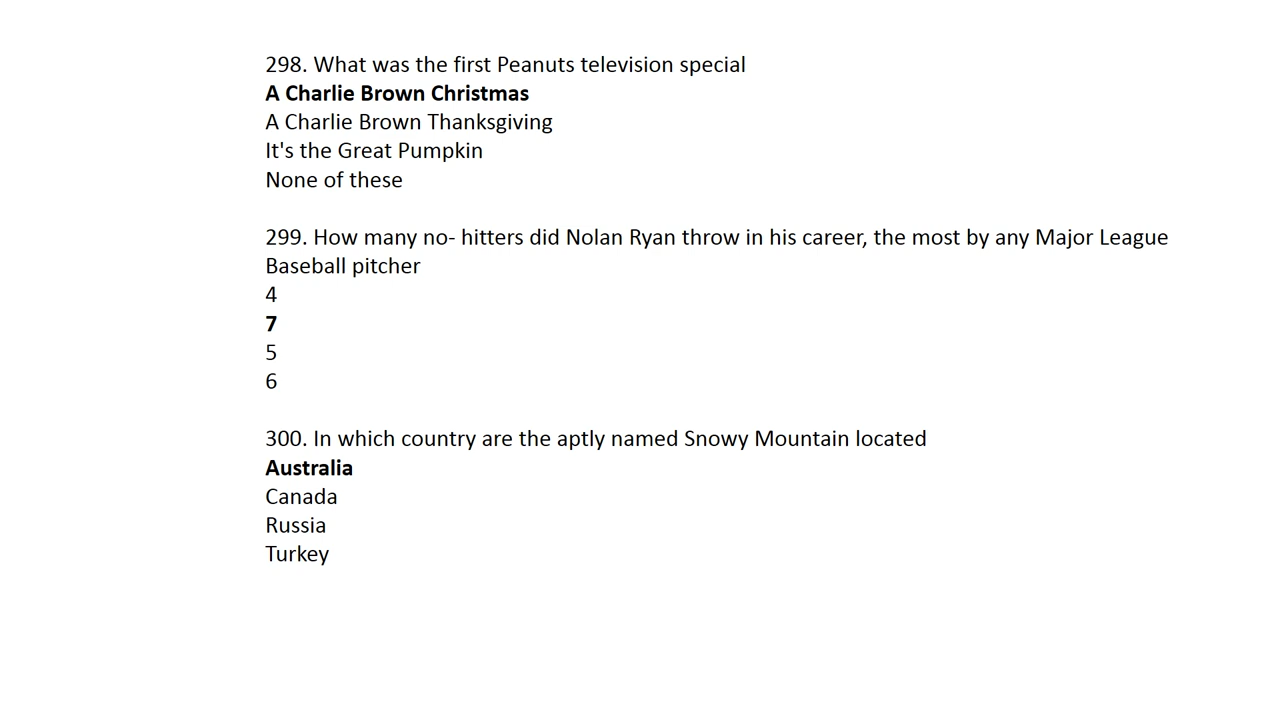 298. What was the first Peanuts television special
A Charlie Brown Christmas
A Charlie Brown Thanksgiving
It's the Great Pumpkin
None of these
299. How many no- hitters did Nolan Ryan throw in his career, the most by any Major League
Baseball pitcher
4
7
5
6
300. In which country are the aptly named Snowy Mountain located
Australia
Canada
Russia
Turkey